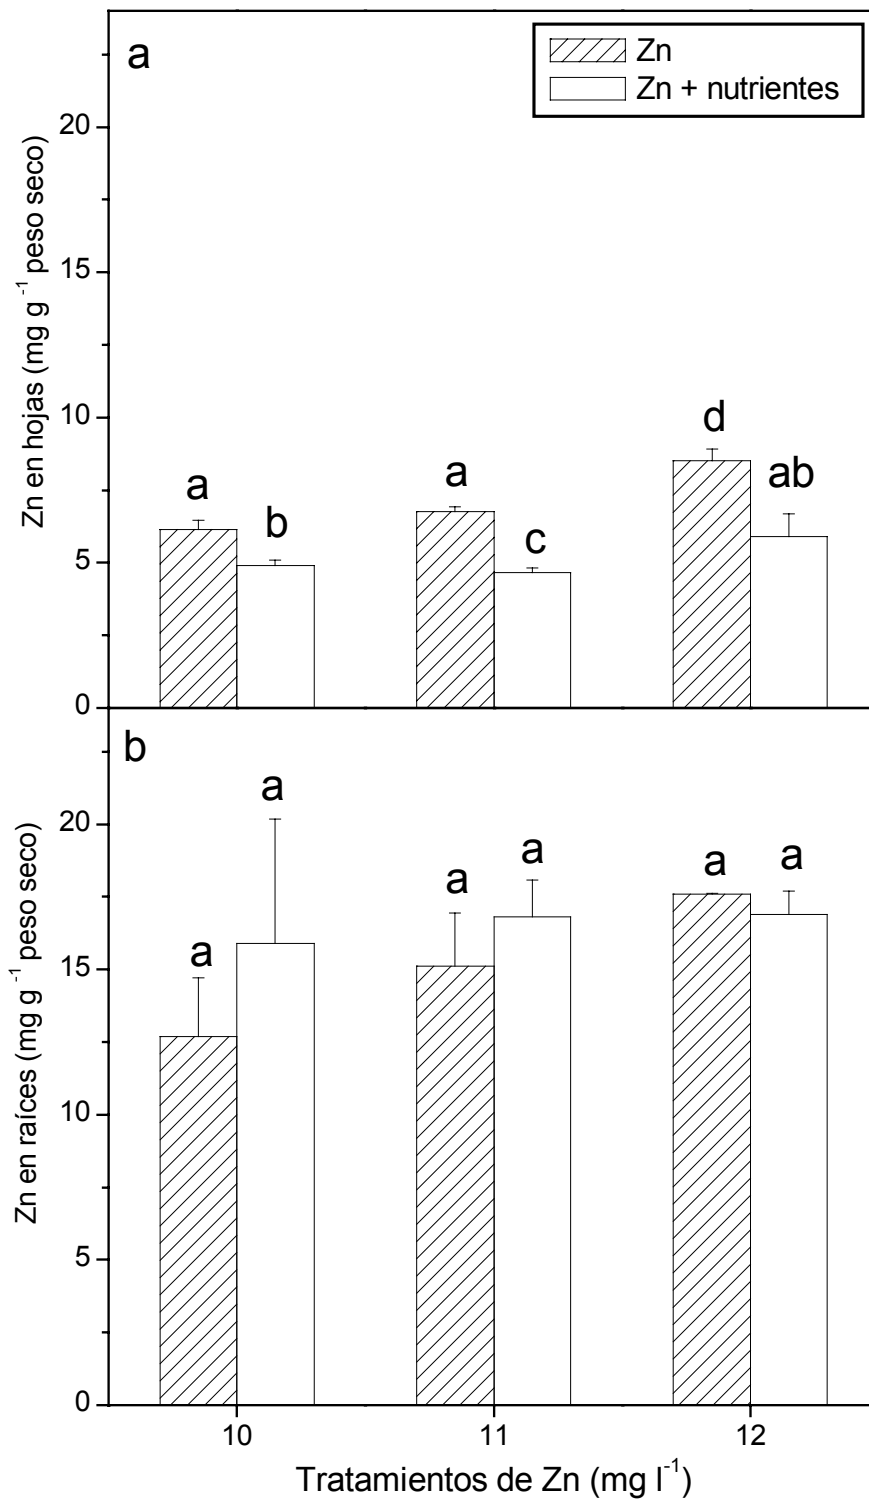 a
Zn
Zn + nutrientes
Zn en hojas (mg g -1 peso seco)
20
15
10
5
0
a
b
a
c
d
ab
b
Zn en raíces (mg g -1 peso seco)
20
15
10
5
0
a
a
a
a
a
a
10
11
12
Tratamientos de Zn (mg l-1)